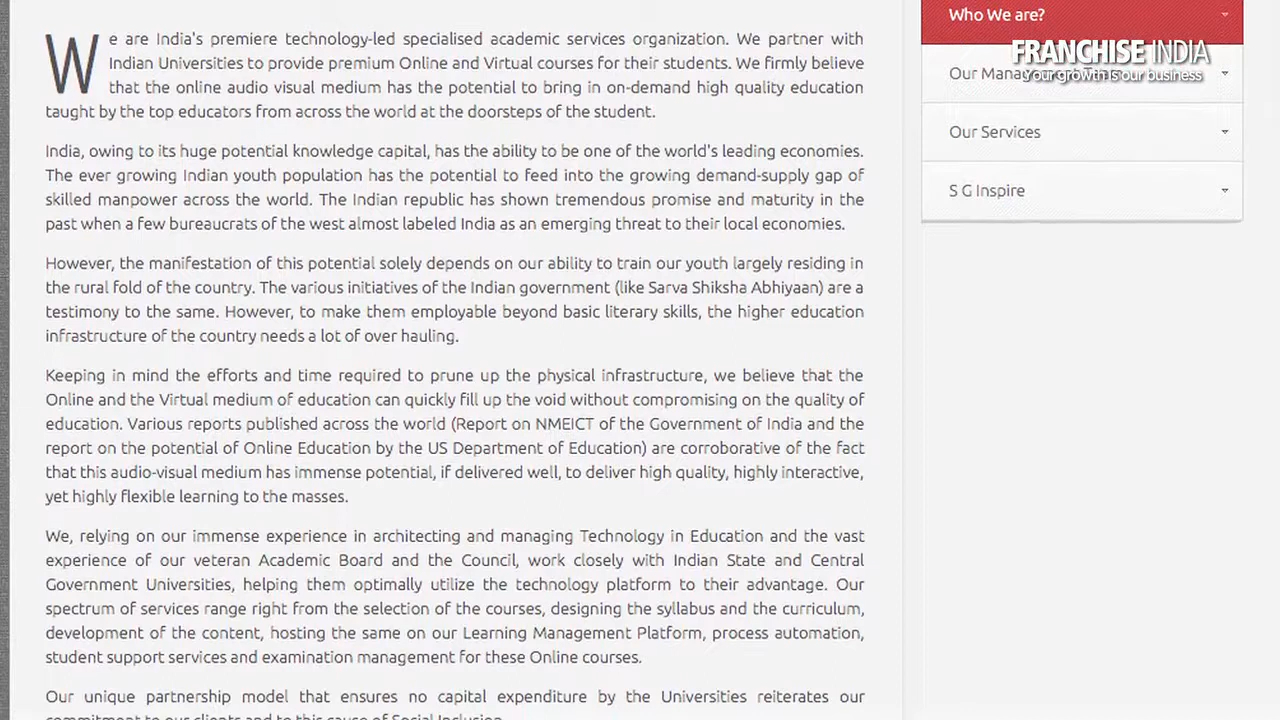 We are India's premiere technology-led specialised academic services organization. We partner with
Indian Universities to provide premium Online and Virtual courses for their students. We firmly believe
that the online audio visual medium has the potential to bring in on-demand high quality education
taught by the top educators from across the world at the doorsteps of the student.
India, owing to its huge potential knowledge capital, has the ability to be one of the world's leading economies.
The ever growing Indian youth population has the potential to feed into the growing demand-supply gap of
skilled manpower across the world. The Indian republic has shown tremendous promise and maturity in the
past when a few bureaucrats of the west almost labeled India as an emerging threat to their local economies.
However, the manifestation of this potential solely depends on our ability to train our youth largely residing in
the rural fold of the country. The various initiatives of the Indian government (like Sarva Shiksha Abhiyaan) are a
testimony to the same. However, to make them employable beyond basic literary skills, the higher education
infrastructure of the country needs a lot of over hauling.
Keeping in mind the efforts and time required to prune up the physical infrastructure, we believe that the
Online and the Virtual medium of education can quickly fill up the void without compromising on the quality of
education. Various reports published across the world (Report on NMEICT of the Government of India and the
report on the potential of Online Education by the US Department of Education) are corroborative of the fact
that this audio-visual medium has immense potential, if delivered well, to deliver high quality, highly interactive,
yet highly flexible learning to the masses.
We, relying on our immense experience in architecting and managing Technology in Education and the vast
experience of our veteran Academic Board and the Council, work closely with Indian State and Central
Government Universities, helping them optimally utilize the technology platform to their advantage. Our
spectrum of services range right from the selection of the courses, designing the syllabus and the curriculum,
development of the content, hosting the same on our Learning Management Platform, process automation,
student support services and examination management for these Online courses.
Our unique partnership model that ensures no capital expenditure by the Universities reiterates our
commitment to our clients and to this cause of Social Inclusion.
Who We are?
FRANCHISE INDIA
Your growth is our business
Our
Our Services
S G Inspire